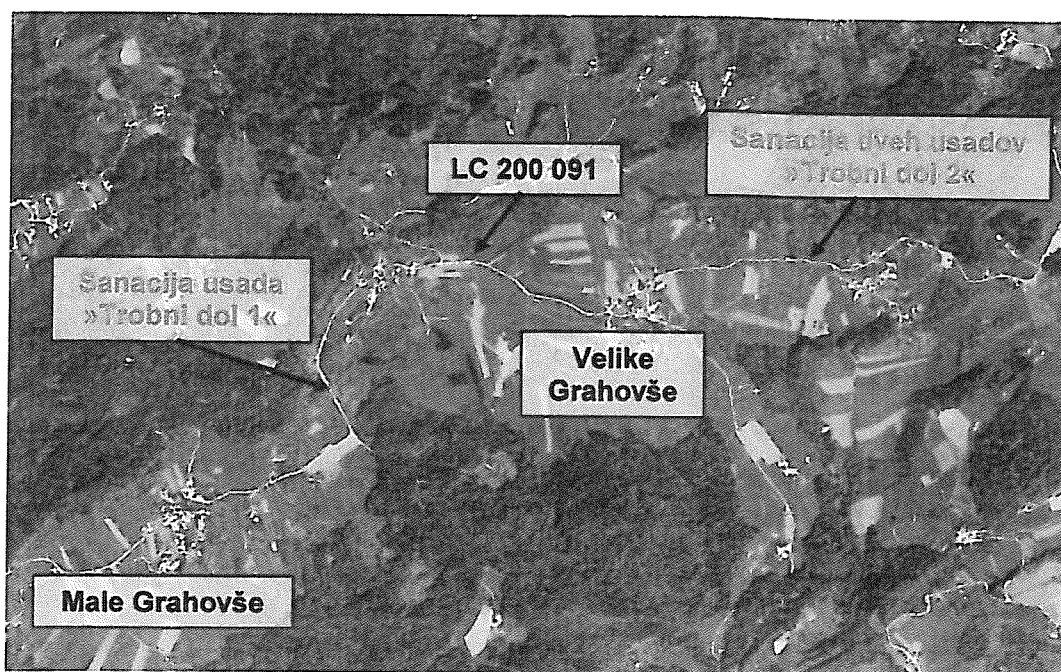 LC 200 091
Sanacija dveh usadov
»Trobni dol 2«
Sanacija usada
»Trobni dol 1«
Velike
Grahovše
Male Grahovše